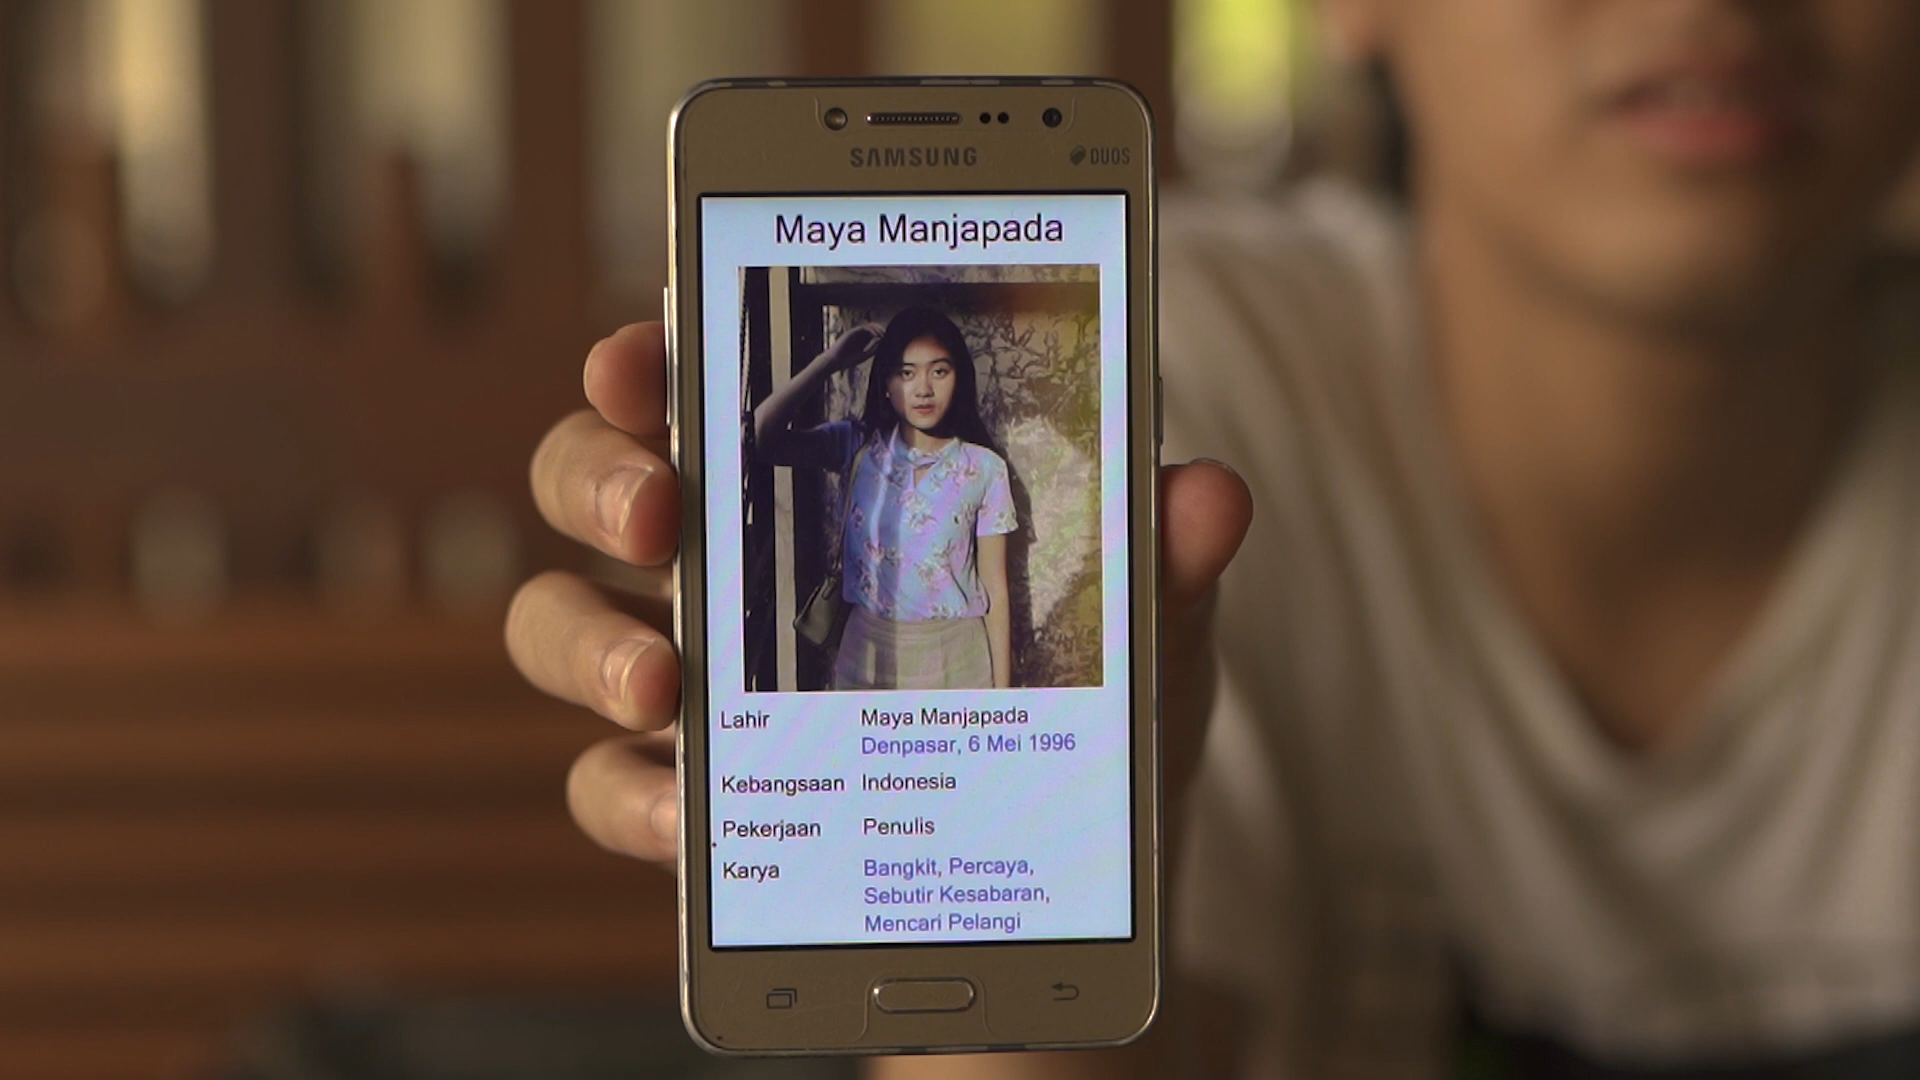 SAMSUNG
DUOS
Maya Manjapada
Lahir Maya Manjapada
Denpasar, 6 Mei 1996
Kebangsaan Indonesia
Pekerjaan Penulis
Karya Bangkit, Percaya,
Sebutir Kesabaran,
Mencari Pelangi